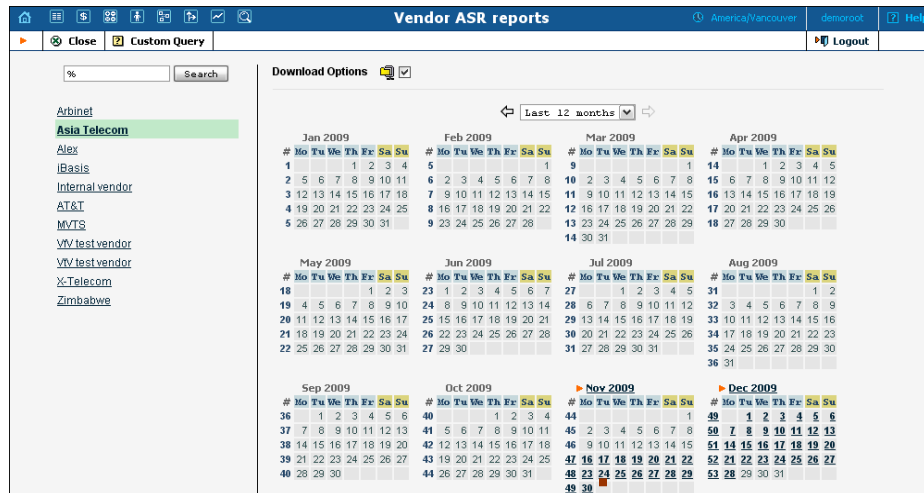 Vendor ASR reports America/Vancouver demoroot Help
Close Custom Query Logout
% Search
Download Options
Last 12 months
Arbinet
Asia Telecom
Alex
iBasis
Internal vendor
AT&T
MVTS
VfV test vendor
VfV test vendor
X-Telecom
Zimbabwe
Jan 2009
# Mo Tu We Th Fr Sa Su
1 1 2 3 4
2 5 6 7 8 9 10 11
3 12 13 14 15 16 17 18
4 19 20 21 22 23 24 25
5 26 27 28 29 30 31
Feb 2009
# Mo Tu We Th Fr Sa Su
5 1
6 2 3 4 5 6 7 8
7 9 10 11 12 13 14 15
8 16 17 18 19 20 21 22
9 23 24 25 26 27 28
Mar 2009
# Mo Tu We Th Fr Sa Su
9 1
10 2 3 4 5 6 7 8
11 9 10 11 12 13 14 15
12 16 17 18 19 20 21 22
13 23 24 25 26 27 28 29
14 30 31
Apr 2009
# Mo Tu We Th Fr Sa Su
14 1 2 3 4 5
15 6 7 8 9 10 11 12
16 13 14 15 16 17 18 19
17 20 21 22 23 24 25 26
18 27 28 29 30
May 2009
# Mo Tu We Th Fr Sa Su
18 1 2 3
19 4 5 6 7 8 9 10
20 11 12 13 14 15 16 17
21 18 19 20 21 22 23 24
22 25 26 27 28 29 30 31
Jun 2009
# Mo Tu We Th Fr Sa Su
23 1 2 3 4 5 6 7
24 8 9 10 11 12 13 14
25 15 16 17 18 19 20 21
26 22 23 24 25 26 27 28
27 29 30
Jul 2009
# Mo Tu We Th Fr Sa Su
27 1 2 3 4 5
28 6 7 8 9 10 11 12
29 13 14 15 16 17 18 19
30 20 21 22 23 24 25 26
31 27 28 29 30 31
Aug 2009
# Mo Tu We Th Fr Sa Su
31 1 2
32 3 4 5 6 7 8 9
33 10 11 12 13 14 15 16
34 17 18 19 20 21 22 23
35 24 25 26 27 28 29 30
36 31
Sep 2009
# Mo Tu We Th Fr Sa Su
36 1 2 3 4 5 6
37 7 8 9 10 11 12 13
38 14 15 16 17 18 19 20
39 21 22 23 24 25 26 27
40 28 29 30
Oct 2009
# Mo Tu We Th Fr Sa Su
40 1 2 3 4
41 5 6 7 8 9 10 11
42 12 13 14 15 16 17 18
43 19 20 21 22 23 24 25
44 26 27 28 29 30 31
Nov 2009
# Mo Tu We Th Fr Sa Su
44 1
45 2 3 4 5 6 7 8
46 9 10 11 12 13 14 15
47 16 17 18 19 20 21 22
48 23 24 25 26 27 28 29
49 30
Dec 2009
# Mo Tu We Th Fr Sa Su
49 1 2 3 4 5 6
50 7 8 9 10 11 12 13
51 14 15 16 17 18 19 20
52 21 22 23 24 25 26 27
53 28 29 30 31